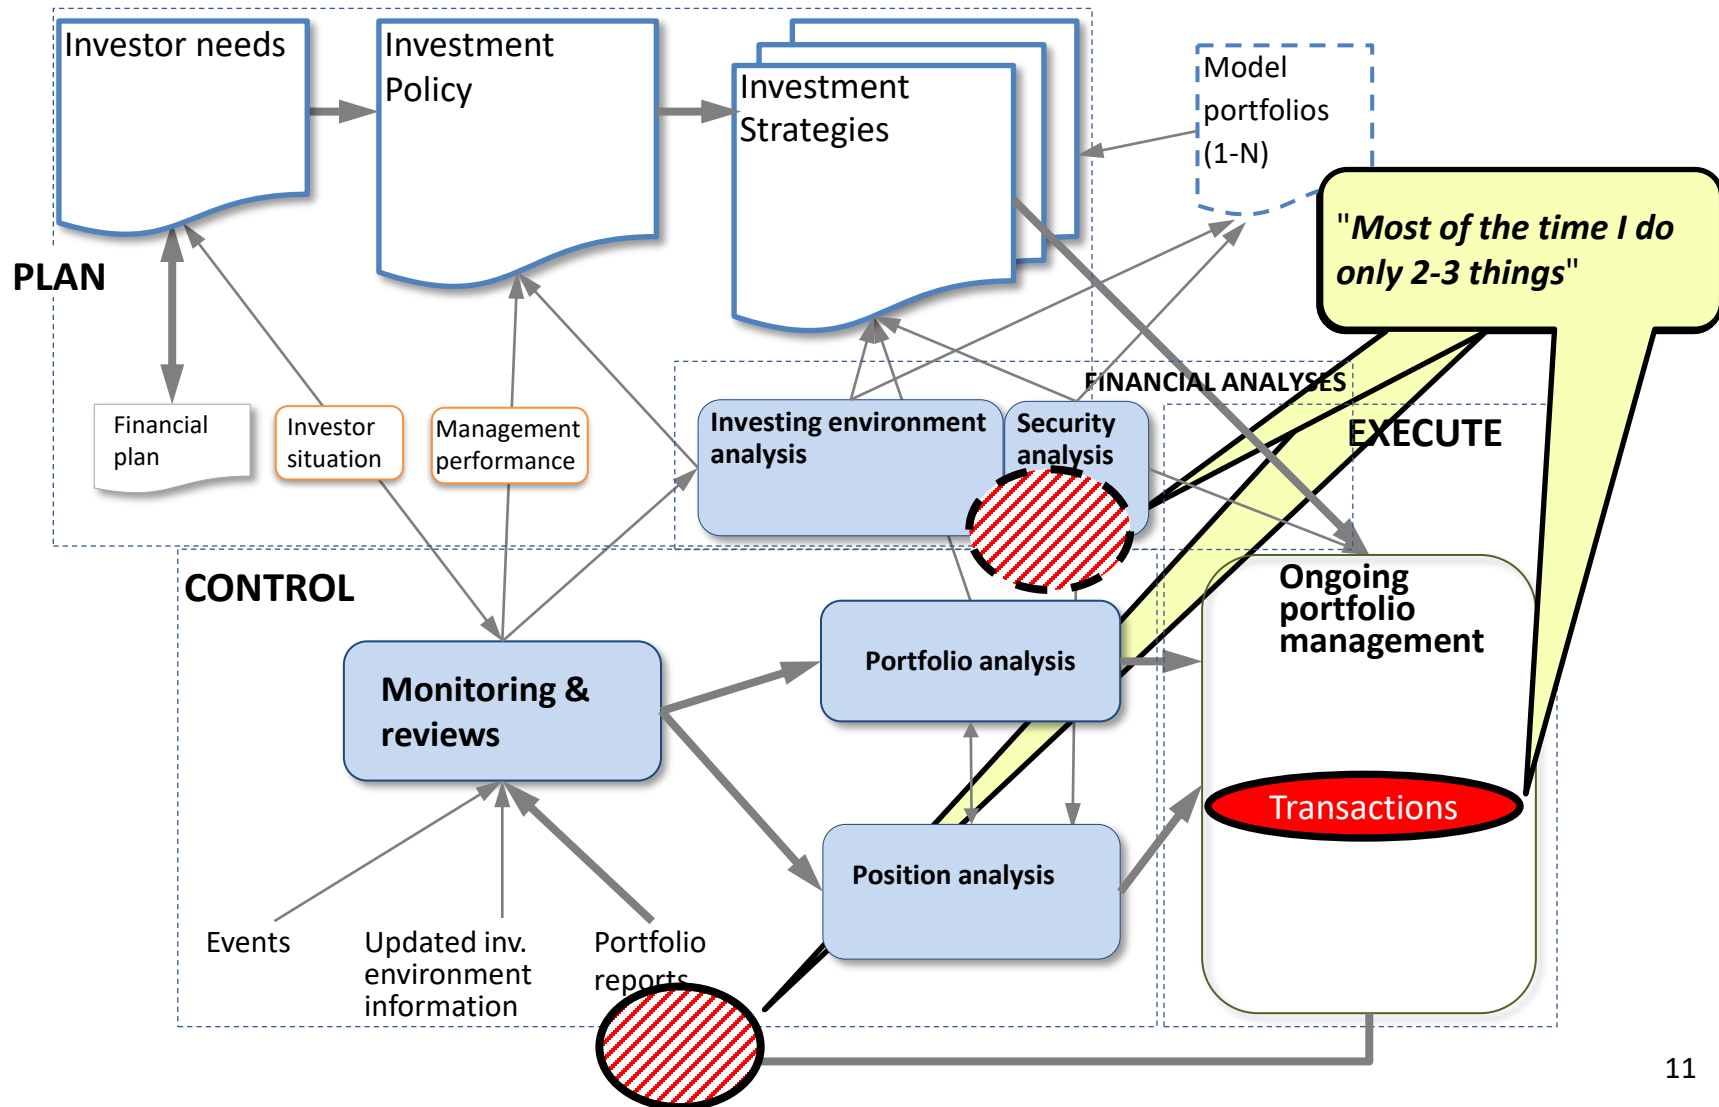 Investor needs
Investment
Policy
Investment
Strategies
Model
portfolios
(1-N)
"Most of the time I do
only 2-3 things"
PLAN
Financial
plan
Investor
situation
Management
performance
FINANCIAL ANALYSES
Investing environment
analysis
Security
analysis
EXECUTE
CONTROL
Ongoing
portfolio
management
Monitoring &
reviews
Portfolio analysis
Transactions
Position analysis
Events
Updated inv.
environment
information
Portfolio
reports
11